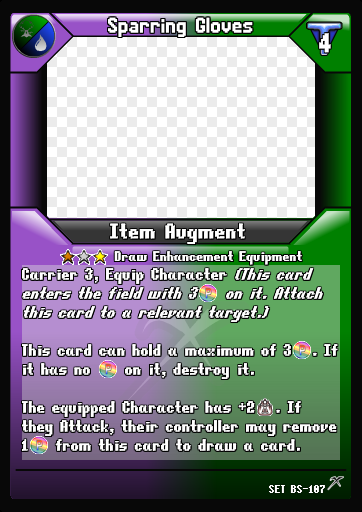 Sparring Gloves
4
Item Augment
Draw Enhancement Equipment
Carrier 3, Equip Character (This card
enters the field with 3 on it. Attach
this card to a relevant target.)
This card can hold a maximum of 3. If
it has no on it, destroy it.
The equipped Character has +2. If
they Attack, their controller may remove
1 from this card to draw a card.
SET BS-107